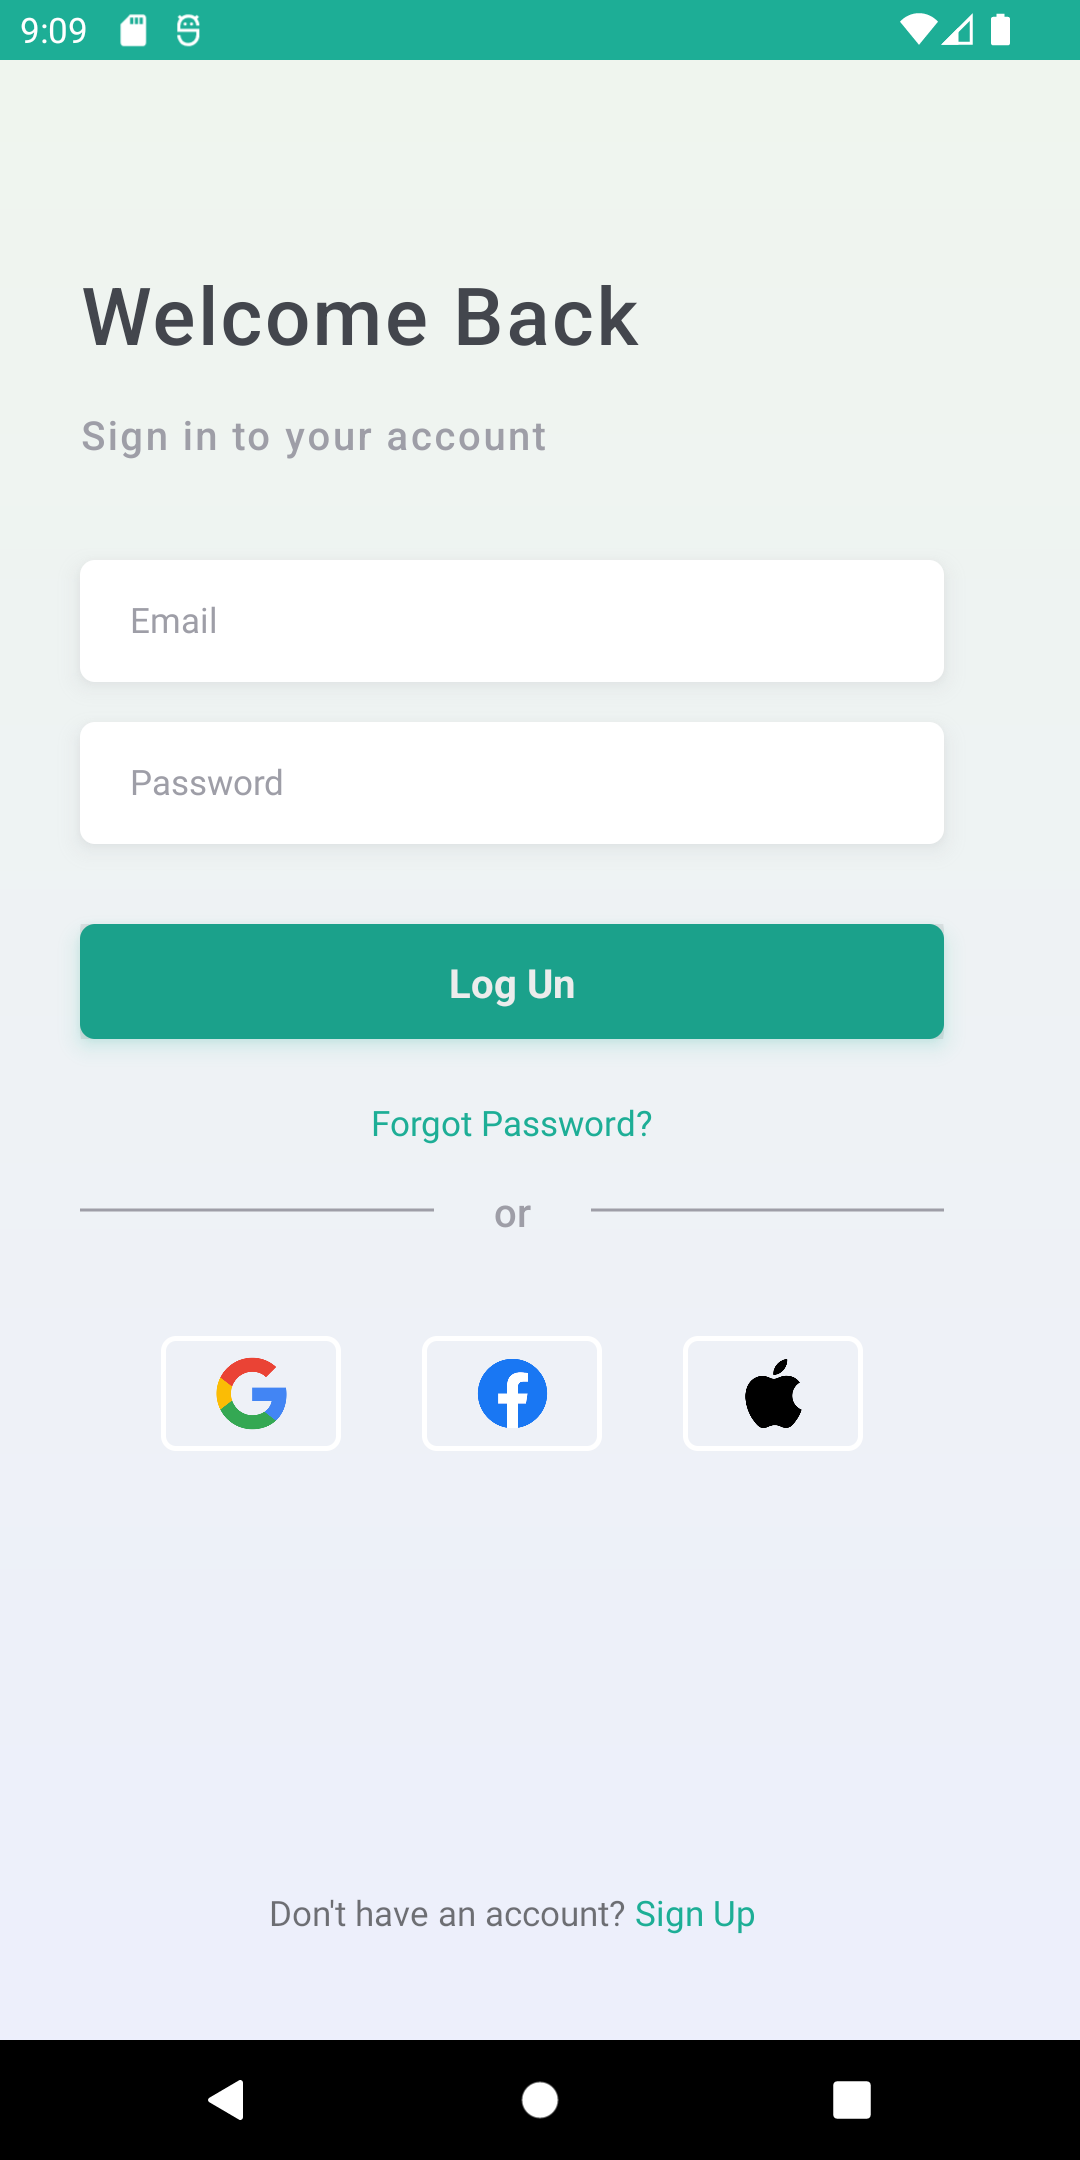 9:09
Welcome Back
Sign in to your account
Email
Password
Log Un
Forgot Password?
or
Don't have an account? Sign Up